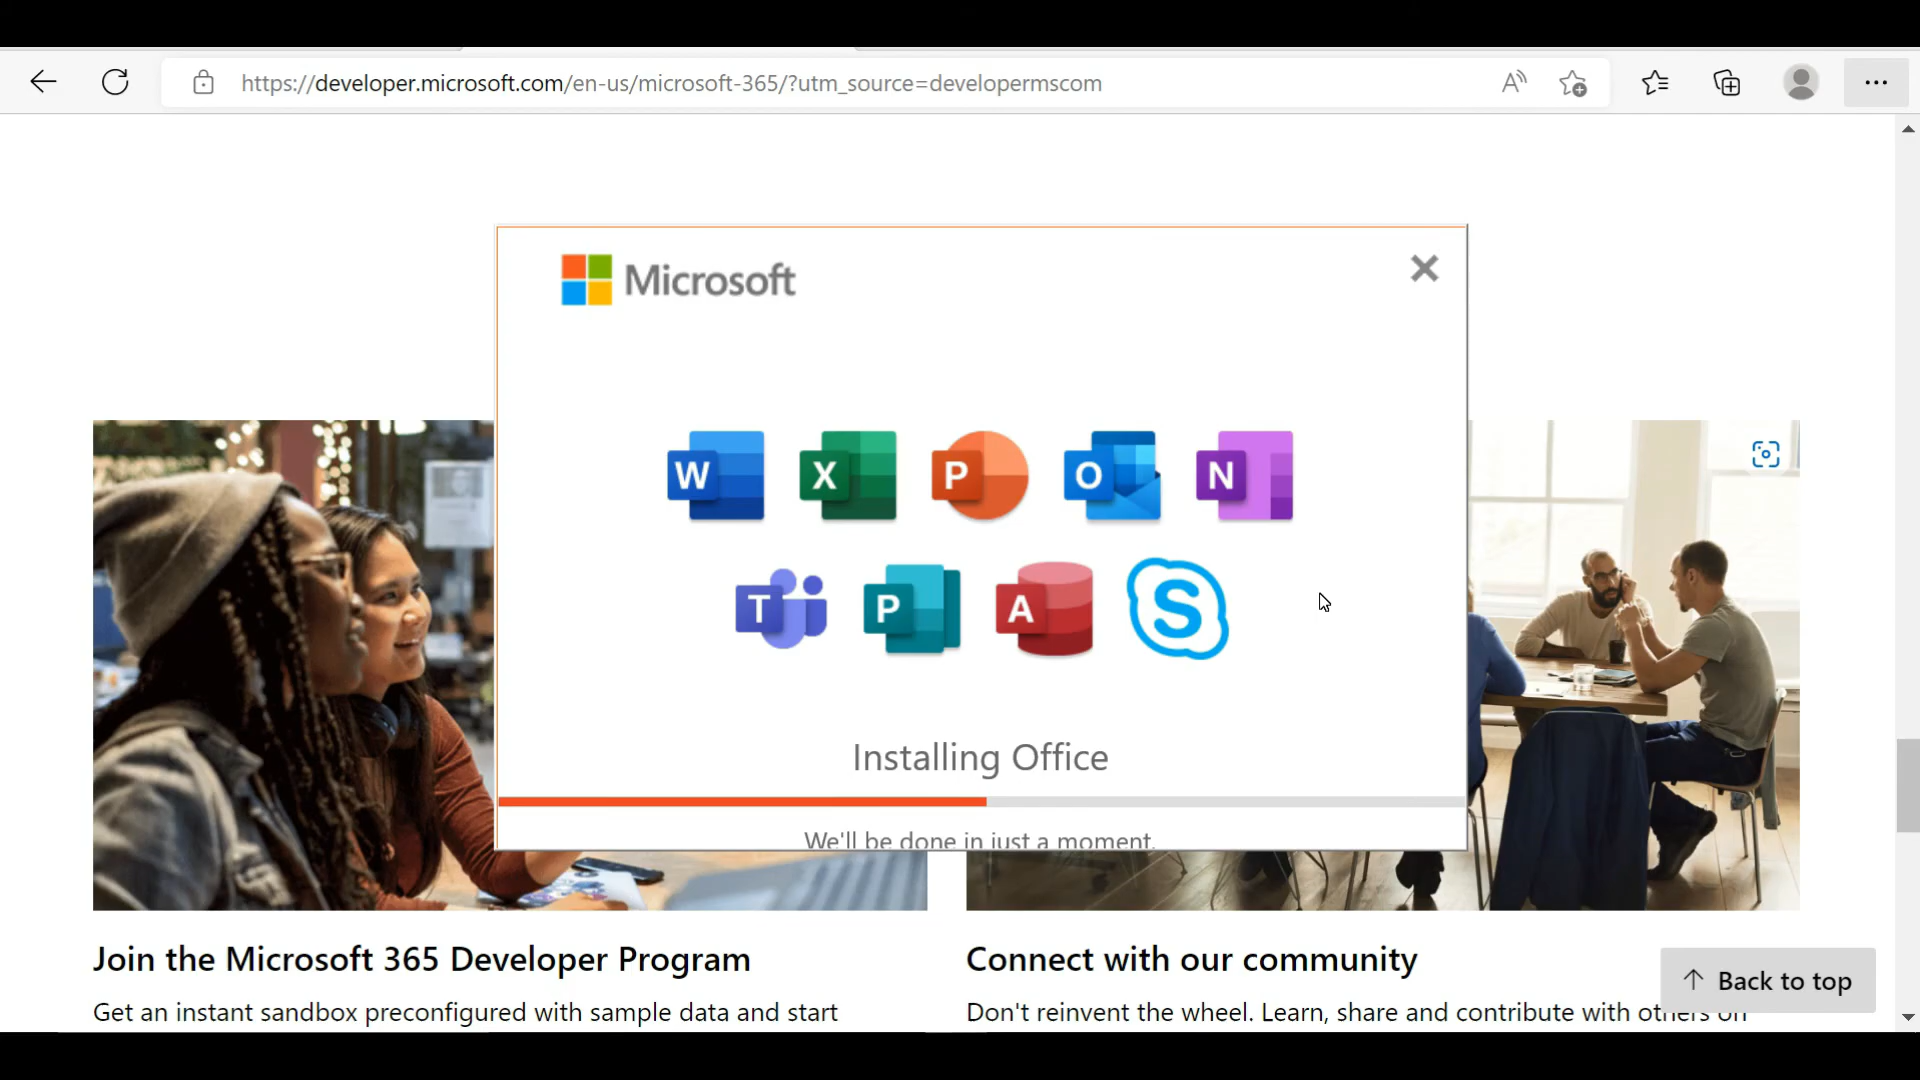 https://developer.microsoft.com/en-us/microsoft-365/?utm_source=developermscom
Microsoft
W X P O N
T P A S
Installing Office
We'll be done in just a moment.
Join the Microsoft 365 Developer Program
Get an instant sandbox preconfigured with sample data and start
Connect with our community
Don't reinvent the wheel. Learn, share and contribute with others on
Back to top